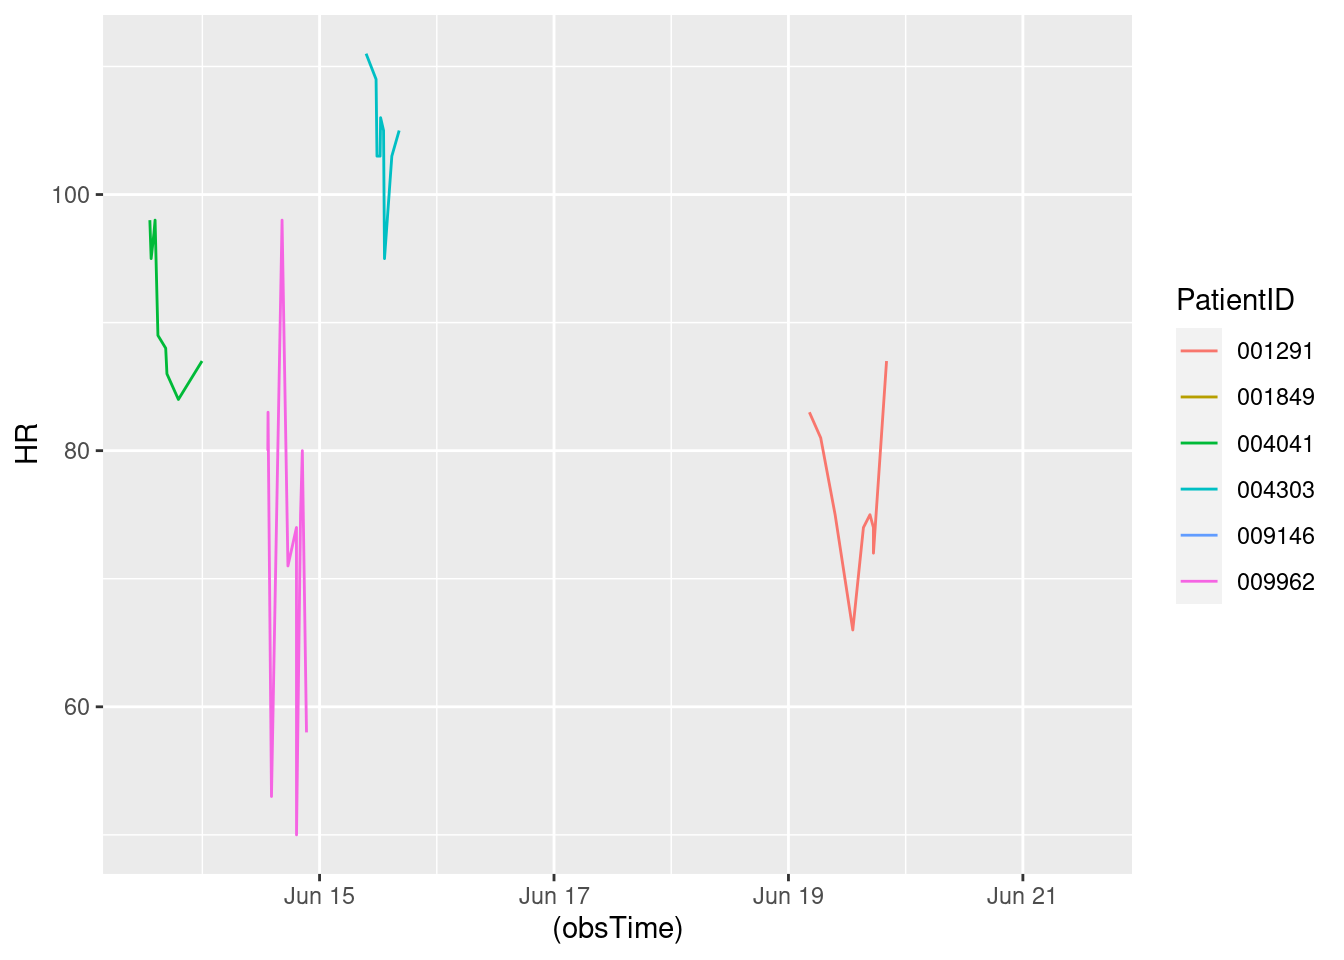 HR
100
80
60
Jun 15
Jun 17
Jun 19
Jun 21
(obsTime)
PatientID
001291
001849
004041
004303
009146
009962